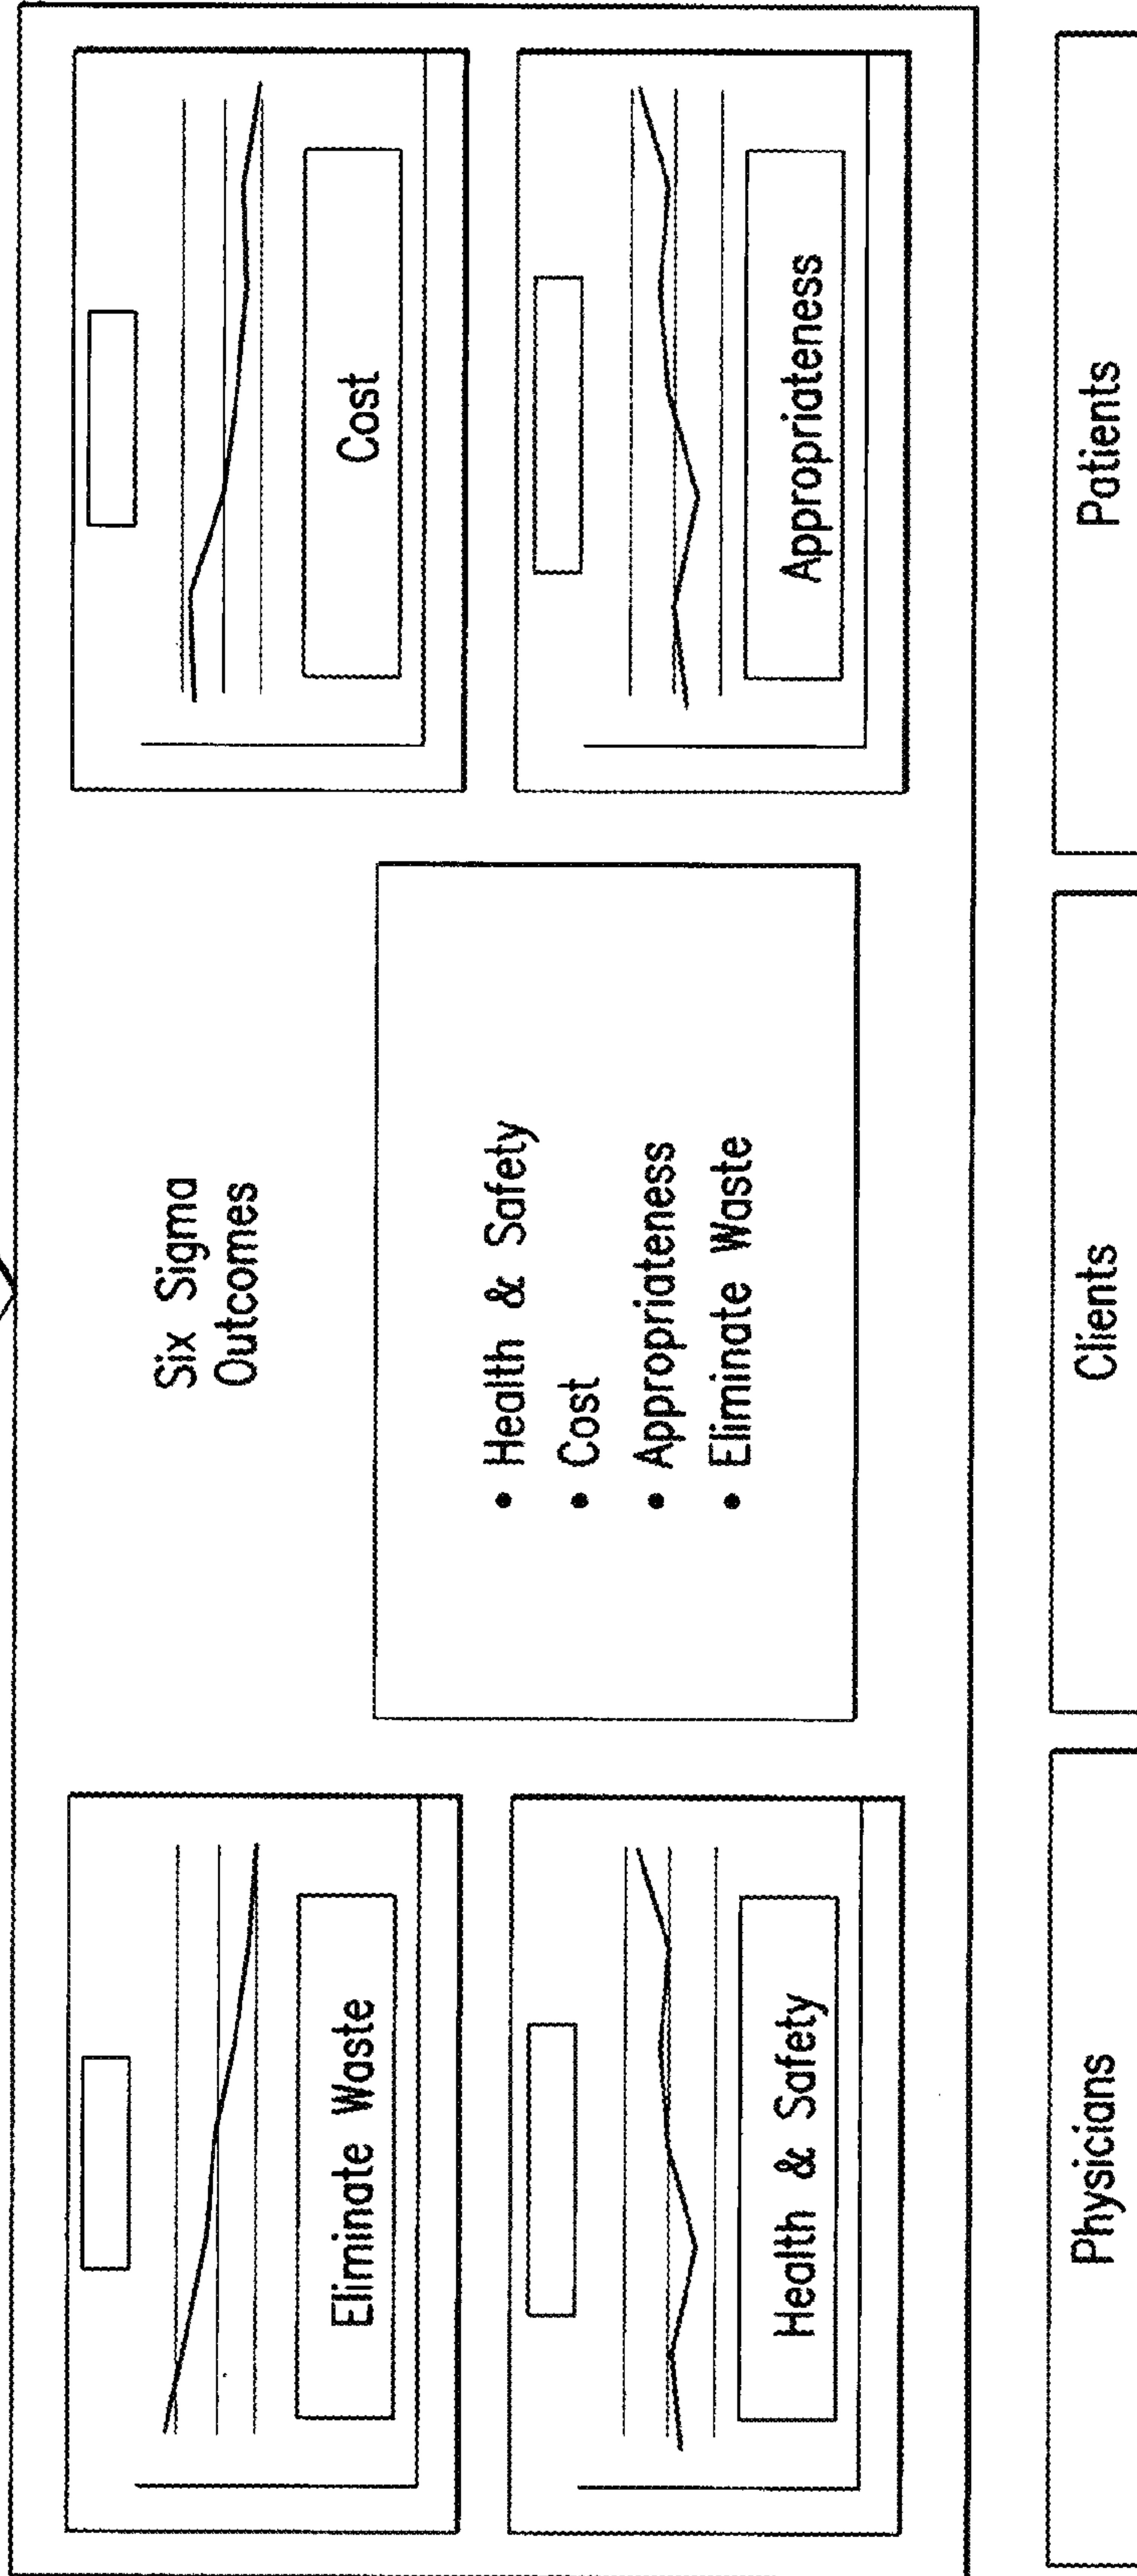 Six Sigma
Outcomes
Eliminate Waste
Cost
• Health & Safety
• Cost
• Appropriateness
• Eliminate Waste
Health & Safety
Appropriateness
Physicians
Clients
Patients